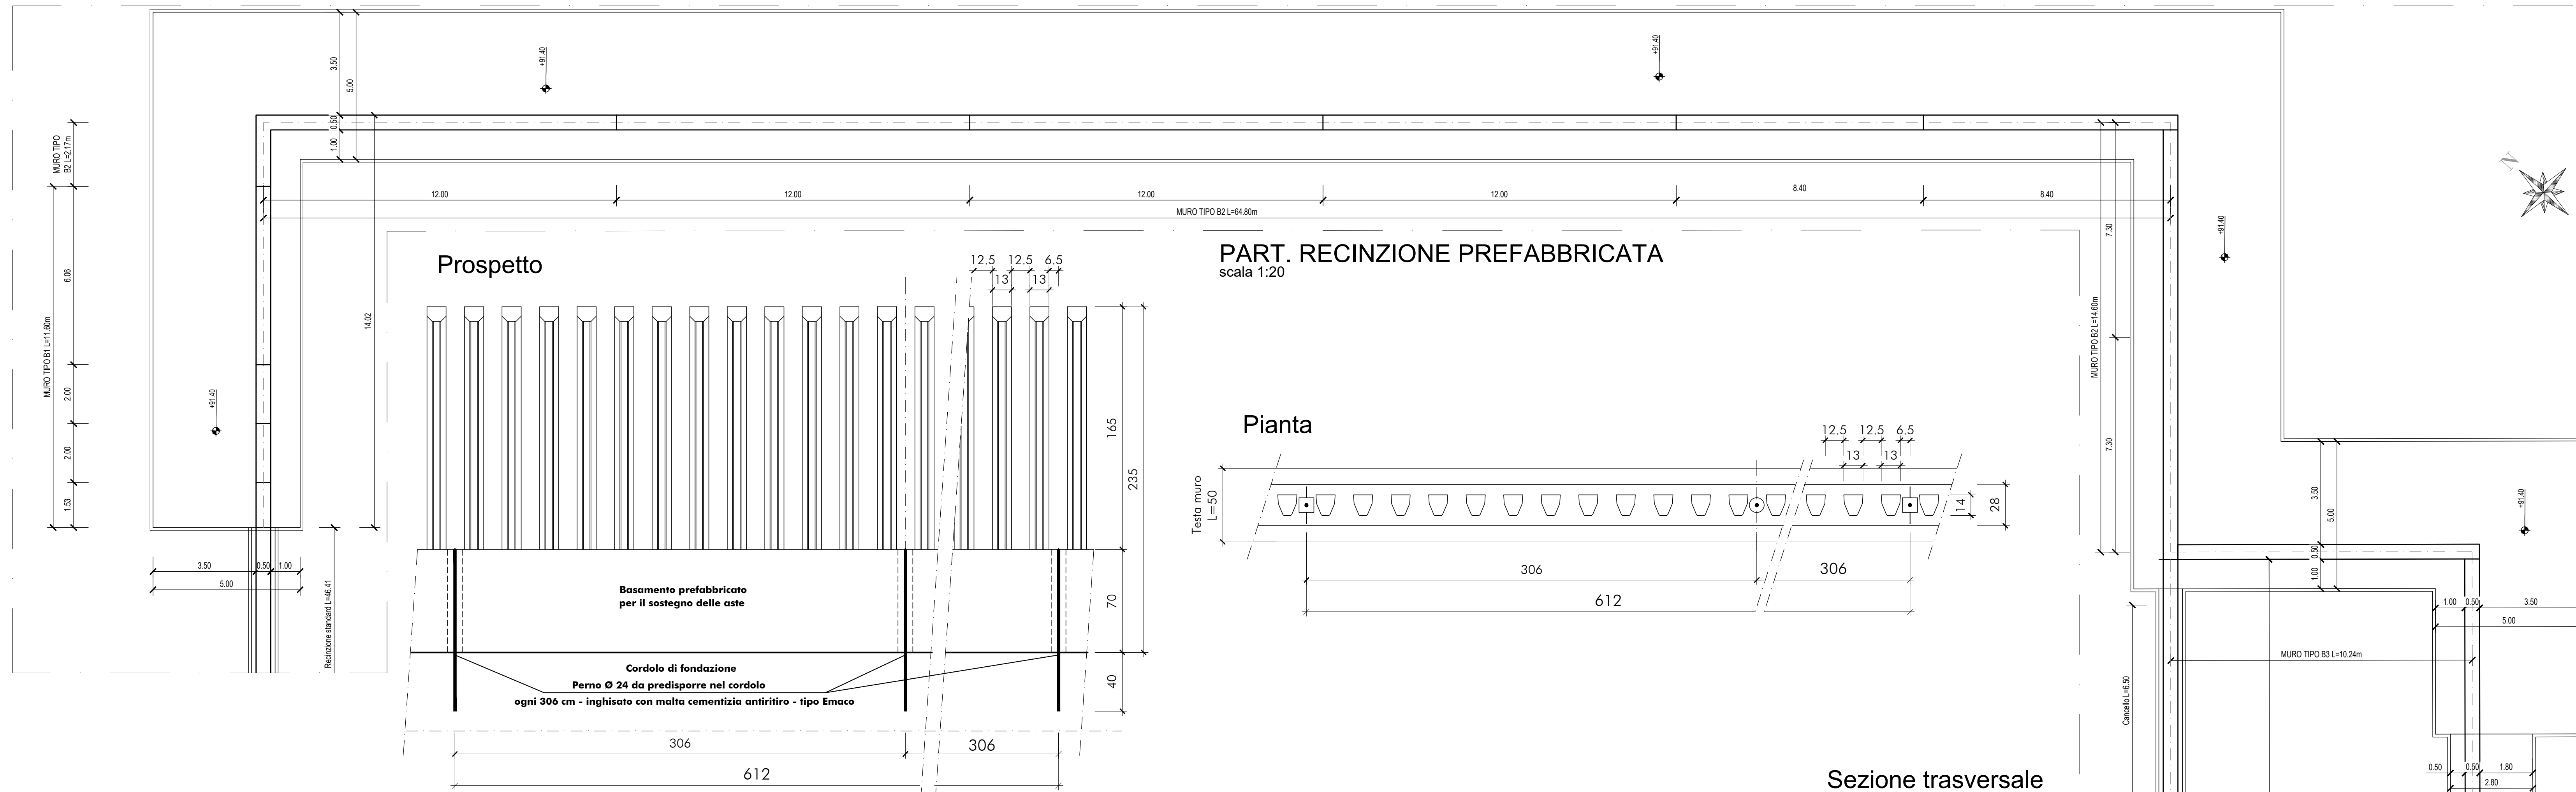 3.50
5.00
0.50
1.00
+91.40
+91.40
MURO TIPO
B2 L=2.17m
MURO TIPO B1 L=11.60m
6.06
2.00
2.00
1.53
14.02
+91.40
12.00
12.00
12.00
12.00
8.40
8.40
MURO TIPO B2 L=64.80m
3.50
0.50
1.00
5.00
Recinzione standard L=46.41
Prospetto
12.5
12.5
6.5
13
13
165
235
70
40
Basamento prefabbricato
per il sostegno delle aste
Cordolo di fondazione
Perno Ø 24 da predisporre nel cordolo
ogni 306 cm - inghisato con malta cementizia antiritiro - tipo Emaco
306
306
612
PART. RECINZIONE PREFABBRICATA
scala 1:20
Pianta
12.5
12.5
6.5
13
13
Testa muro
L=50
14
28
306
306
612
Sezione trasversale
7.30
7.30
MURO TIPO B2 L=14.60m
+91.40
N
3.50
5.00
0.50
1.00
+91.40
1.00
0.50
3.50
5.00
MURO TIPO B3 L=10.24m
Cancello L=6.50
0.50
0.50
1.80
2.80